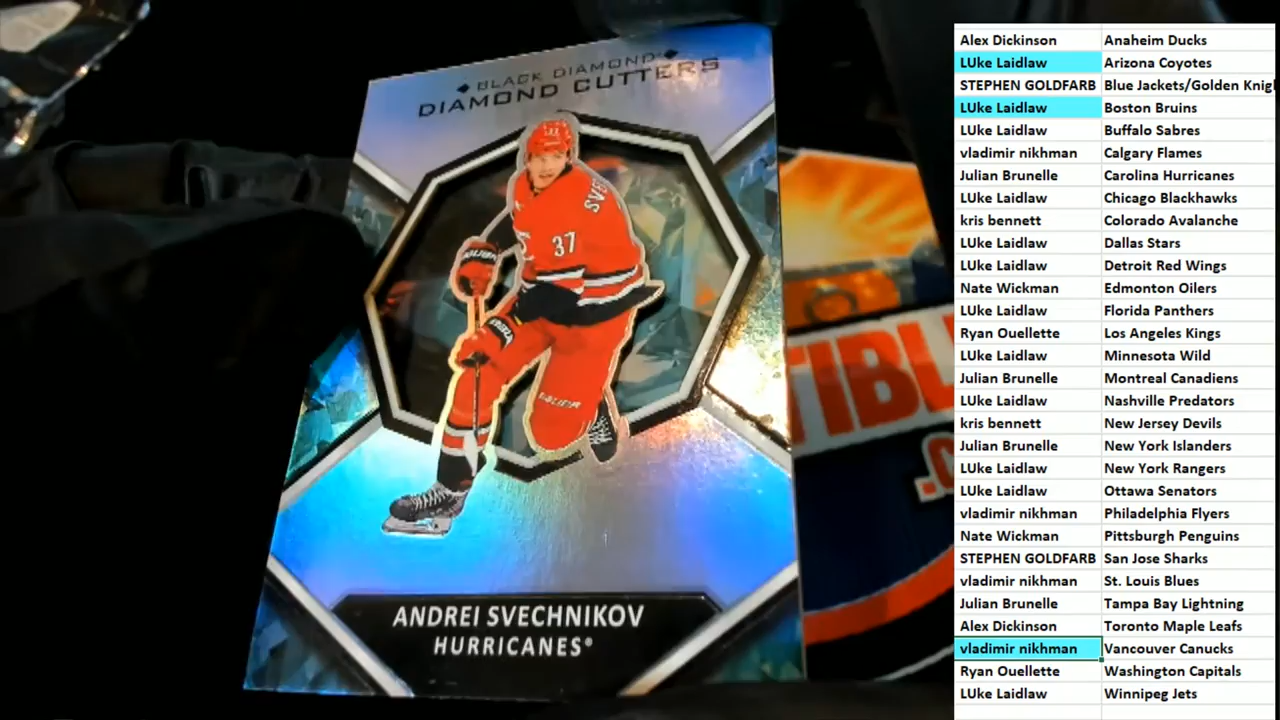 BLACK DIAMOND
DIAMOND CUTTERS
37
BAUER
ANDREI SVECHNIKOV
HURRICANES®
Alex Dickinson Anaheim Ducks
LUke Laidlaw Arizona Coyotes
STEPHEN GOLDFARB Blue Jackets/Golden
LUke Laidlaw Boston Bruins
LUke Laidlaw Buffalo Sabres
vladimir nikhman Calgary Flames
Julian Brunelle Carolina Hurricanes
LUke Laidlaw Chicago Blackhawks
kris bennett Colorado Avalanche
LUke Laidlaw Dallas Stars
LUke Laidlaw Detroit Red Wings
Nate Wickman Edmonton Oilers
LUke Laidlaw Florida Panthers
Ryan Ouellette Los Angeles Kings
LUke Laidlaw Minnesota Wild
Julian Brunelle Montreal Canadiens
LUke Laidlaw Nashville Predators
kris bennett New Jersey Devils
Julian Brunelle New York Islanders
LUke Laidlaw New York Rangers
LUke Laidlaw Ottawa Senators
vladimir nikhman Philadelphia Flyers
Nate Wickman Pittsburgh Penguins
STEPHEN GOLDFARB San Jose Sharks
vladimir nikhman St. Louis Blues
Julian Brunelle Tampa Bay Lightning
Alex Dickinson Toronto Maple Leafs
vladimir nikhman Vancouver Canucks
Ryan Ouellette Washington Capitals
LUke Laidlaw Winnipeg Jets